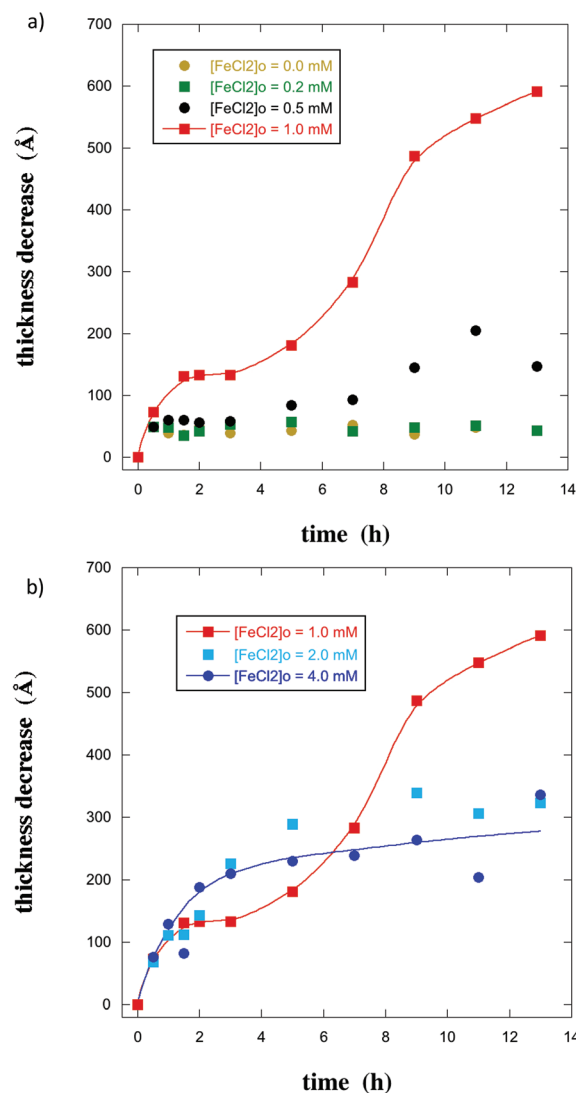 a)
700
600
500
400
300
200
100
0
thickness decrease (Å)
[FeCl2]o = 0.0 mM
[FeCl2]o = 0.2 mM
[FeCl2]o = 0.5 mM
[FeCl2]o = 1.0 mM
0 2 4 6 8 10 12 14
time (h)
b)
700
600
500
400
300
200
100
0
thickness decrease (Å)
[FeCl2]o = 1.0 mM
[FeCl2]o = 2.0 mM
[FeCl2]o = 4.0 mM
0 2 4 6 8 10 12 14
time (h)